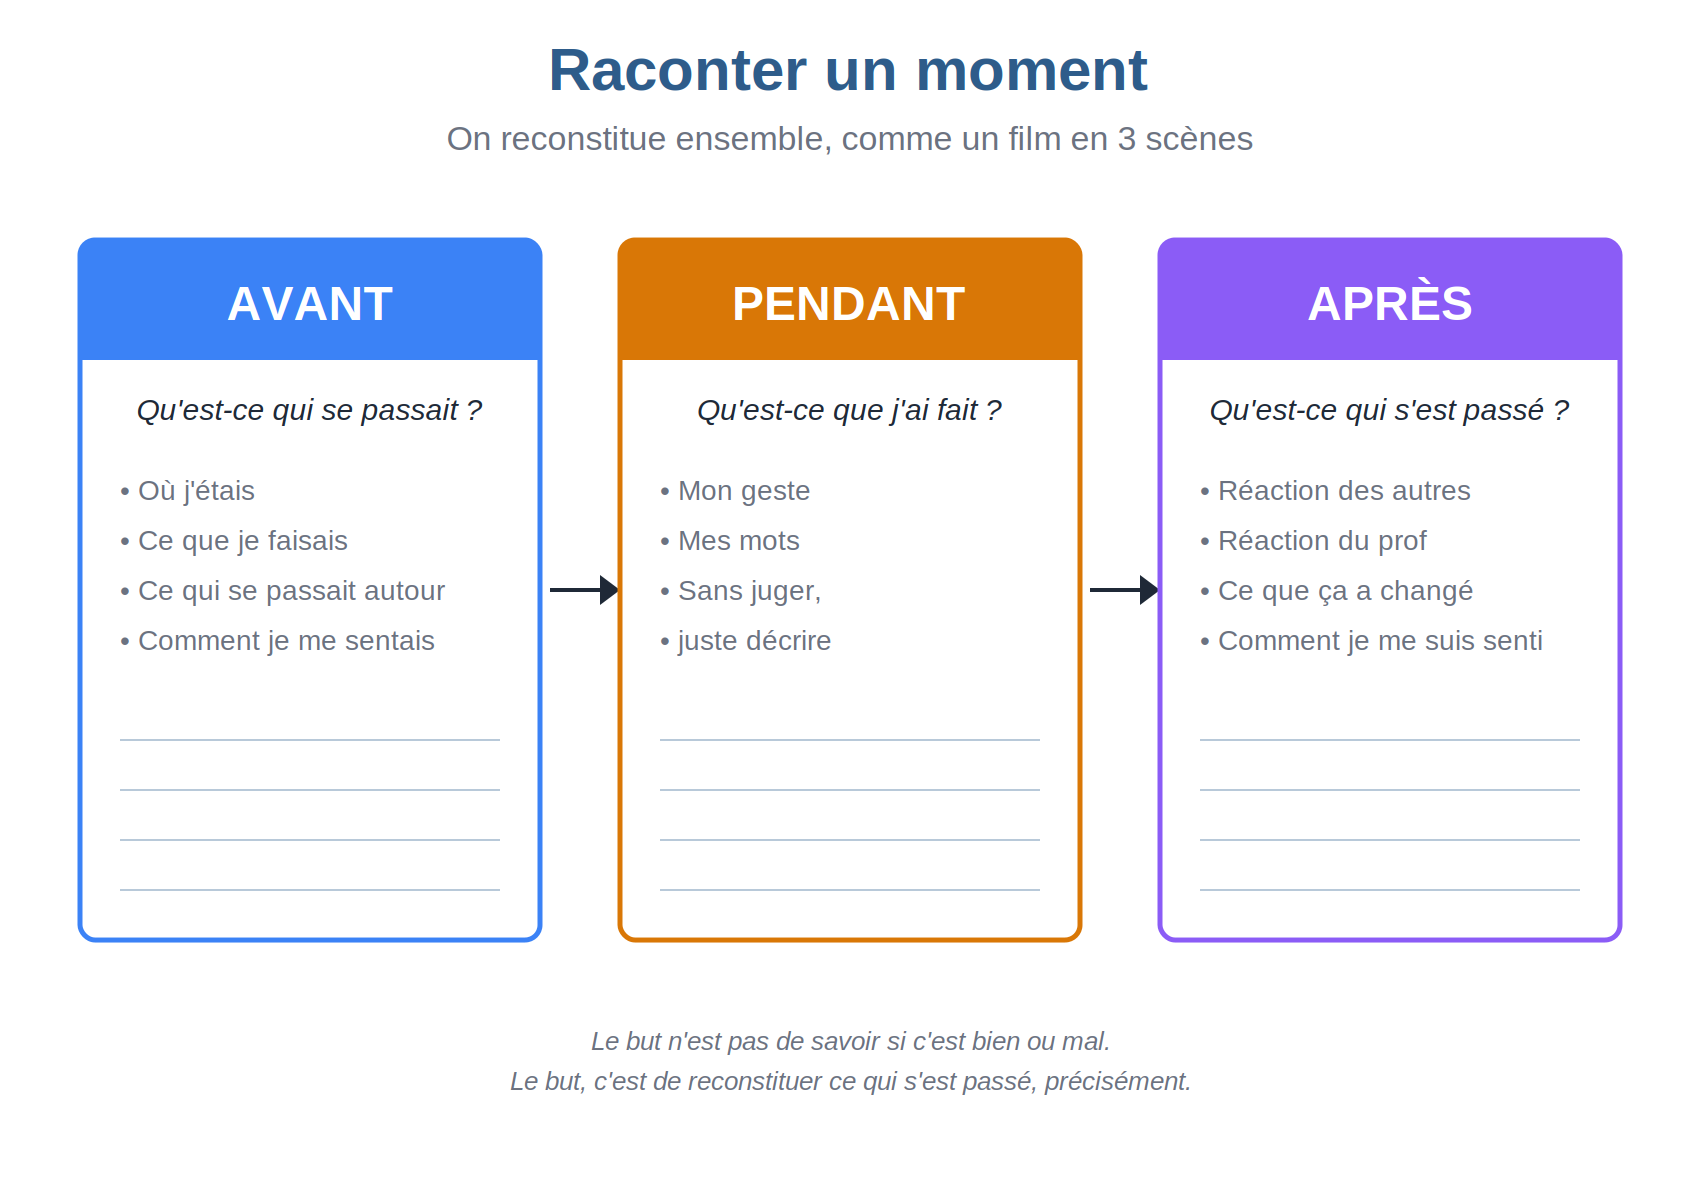 Raconter un moment
On reconstitue ensemble, comme un film en 3 scènes
AVANT
Qu'est-ce qui se passait ?
• Où j'étais
• Ce que je faisais
• Ce qui se passait autour
• Comment je me sentais
PENDANT
Qu'est-ce que j'ai fait ?
• Mon geste
• Mes mots
• Sans juger,
• juste décrire
APRÈS
Qu'est-ce qui s'est passé ?
• Réaction des autres
• Réaction du prof
• Ce que ça a changé
• Comment je me suis senti
Le but n'est pas de savoir si c'est bien ou mal.
Le but, c'est de reconstituer ce qui s'est passé, précisément.